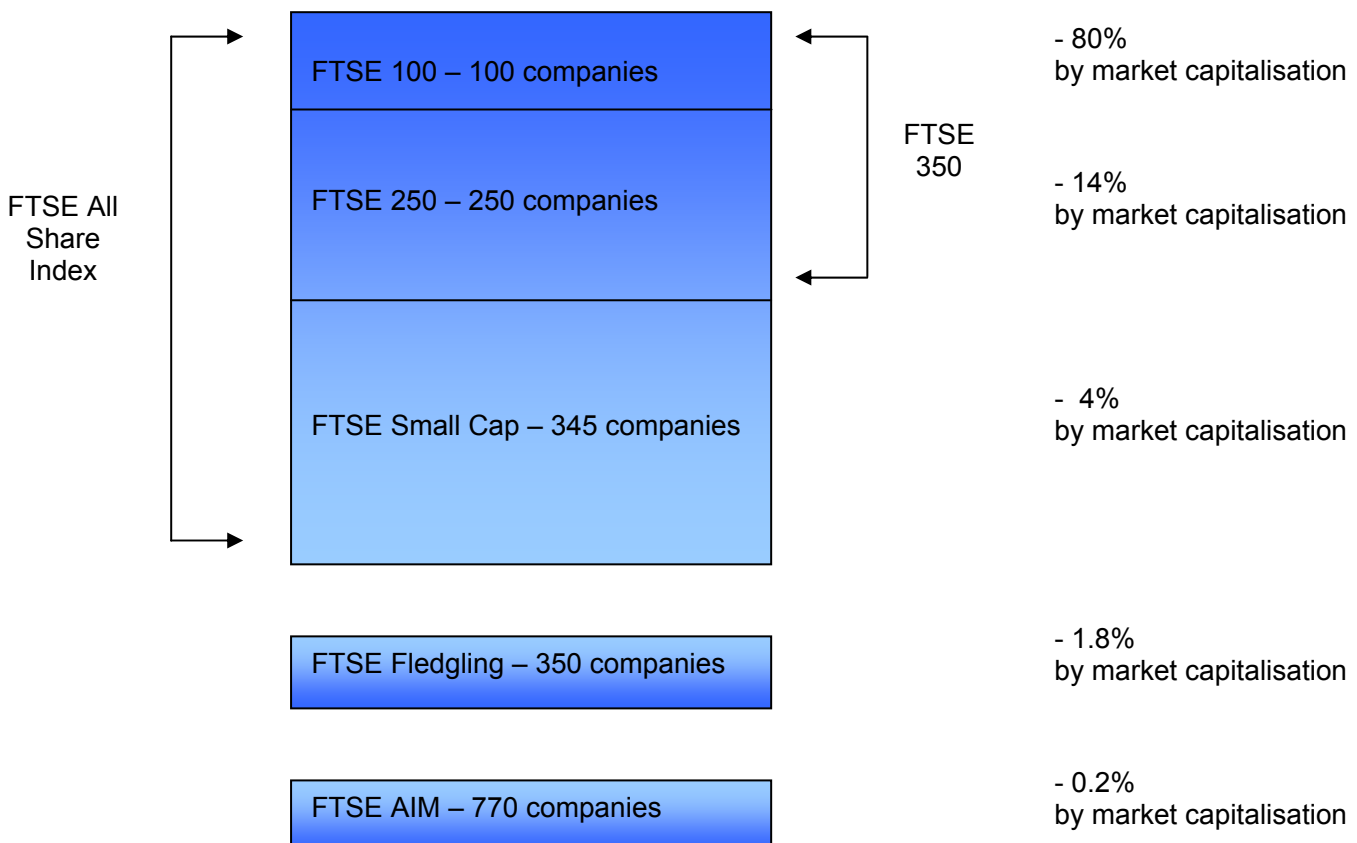 FTSE All
Share
Index
FTSE 100 – 100 companies
FTSE 250 – 250 companies
FTSE Small Cap – 345 companies
FTSE Fledgling – 350 companies
FTSE AIM – 770 companies
FTSE
350
- 80%
by market capitalisation
- 14%
by market capitalisation
- 4%
by market capitalisation
- 1.8%
by market capitalisation
- 0.2%
by market capitalisation